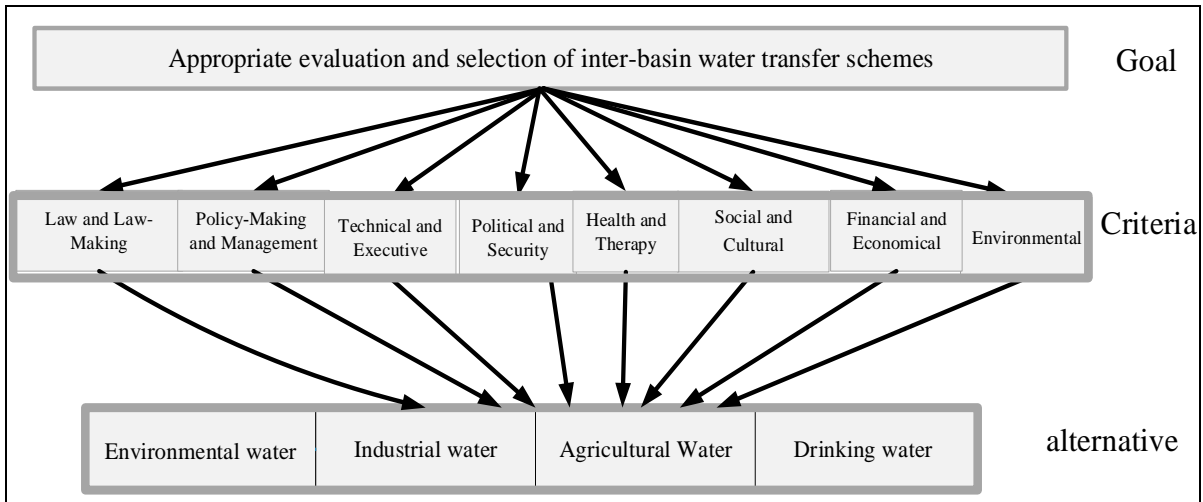 Appropriate evaluation and selection of inter-basin water transfer schemes
Goal
Law and Law-
Making
Policy-Making
and Management
Technical and
Executive
Political and
Security
Health and
Therapy
Social and
Cultural
Financial and
Economical
Environmental
Criteria
Environmental water
Industrial water
Agricultural Water
Drinking water
alternative